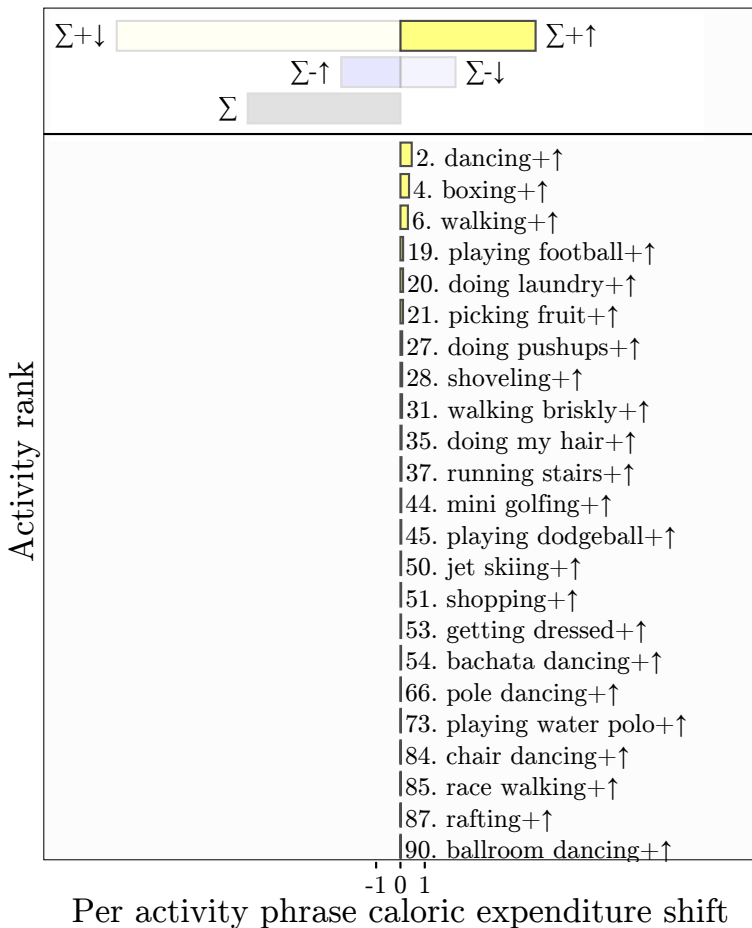 ∑+↓ ∑+↑
∑-↑ ∑-↓
∑
2. dancing+↑
4. boxing+↑
6. walking+↑
19. playing football+↑
20. doing laundry+↑
21. picking fruit+↑
27. doing pushups+↑
28. shoveling+↑
31. walking briskly+↑
35. doing my hair+↑
37. running stairs+↑
44. mini golfing+↑
45. playing dodgeball+↑
50. jet skiing+↑
51. shopping+↑
53. getting dressed+↑
54. bachata dancing+↑
66. pole dancing+↑
73. playing water polo+↑
84. chair dancing+↑
85. race walking+↑
87. rafting+↑
90. ballroom dancing+↑
Activity rank
-1 0 1
Per activity phrase caloric expenditure shift